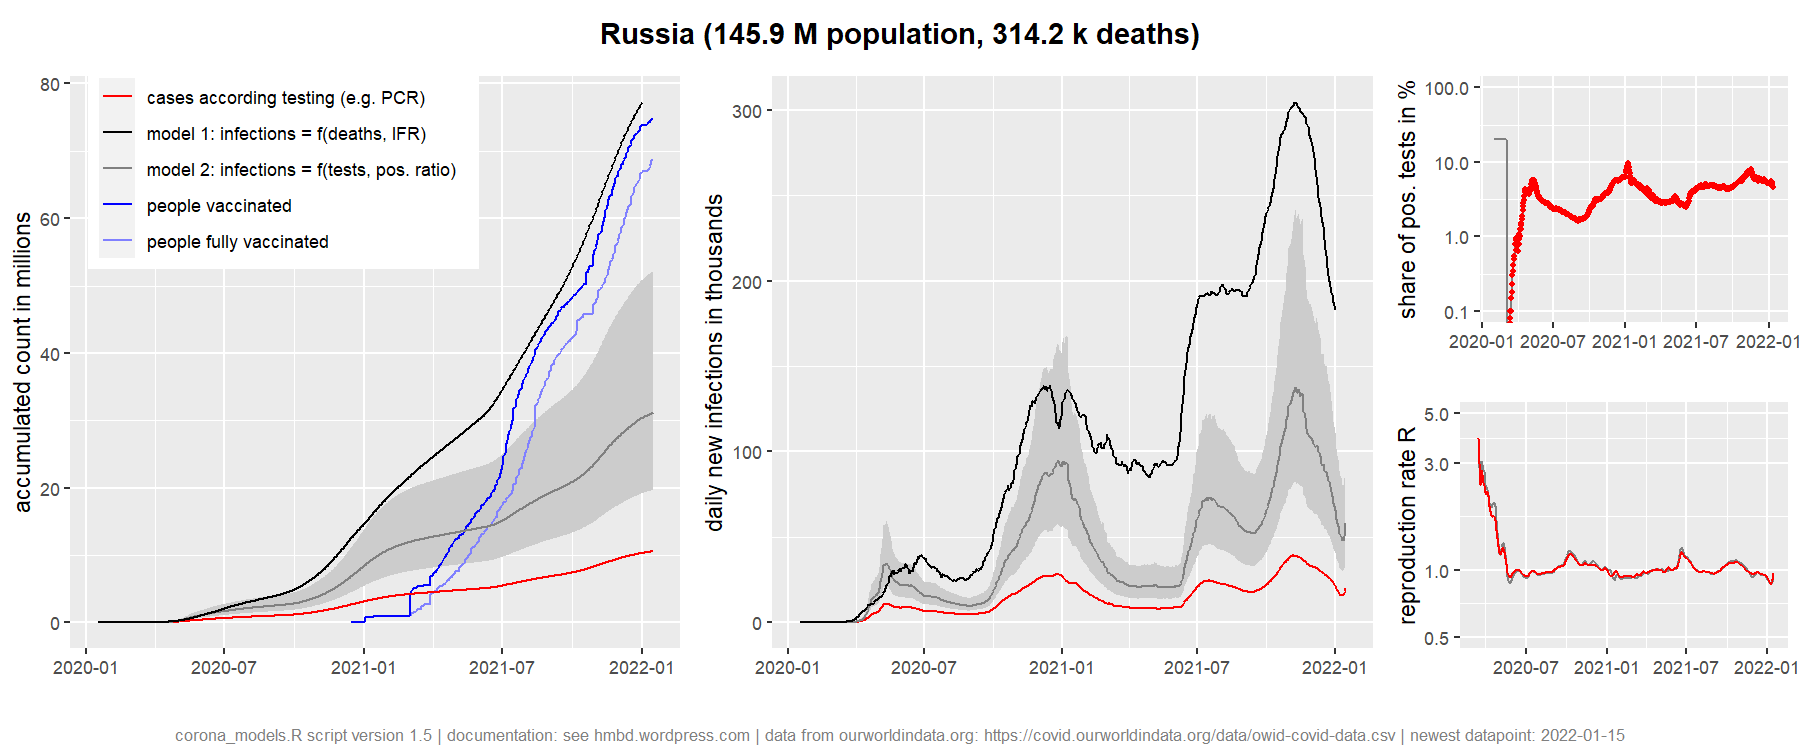 Russia (145.9 M population, 314.2 k deaths)
accumulated count in millions
80
60
40
20
0
cases according testing (e.g. PCR)
model 1: infections = f(deaths, IFR)
model 2: infections = f(tests, pos. ratio)
people vaccinated
people fully vaccinated
2020-01 2020-07 2021-01 2021-07 2022-01
daily new infections in thousands
300
200
100
0
2020-01 2020-07 2021-01 2021-07 2022-01
share of pos. tests in %
100.0
10.0
1.0
0.1
2020-01 2020-07 2021-01 2021-07 2022-01
reproduction rate R
5.0
3.0
1.0
0.5
2020-07 2021-01 2021-07 2022-01
corona_models.R script version 1.5 | documentation: see hmbd.wordpress.com | data from ourworldindata.org: https://covid.ourworldindata.org/data/owid-covid-data.csv | newest datapoint: 2022-01-15